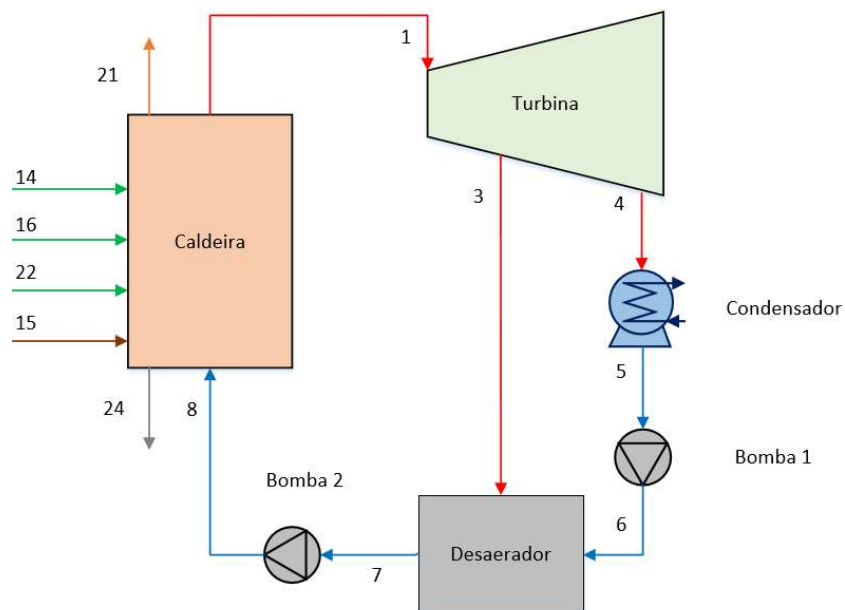 1
21
Turbina
14
3
4
16
Caldeira
22
Condensador
15
5
24
8
Bomba 1
Bomba 2
6
Desaerador
7